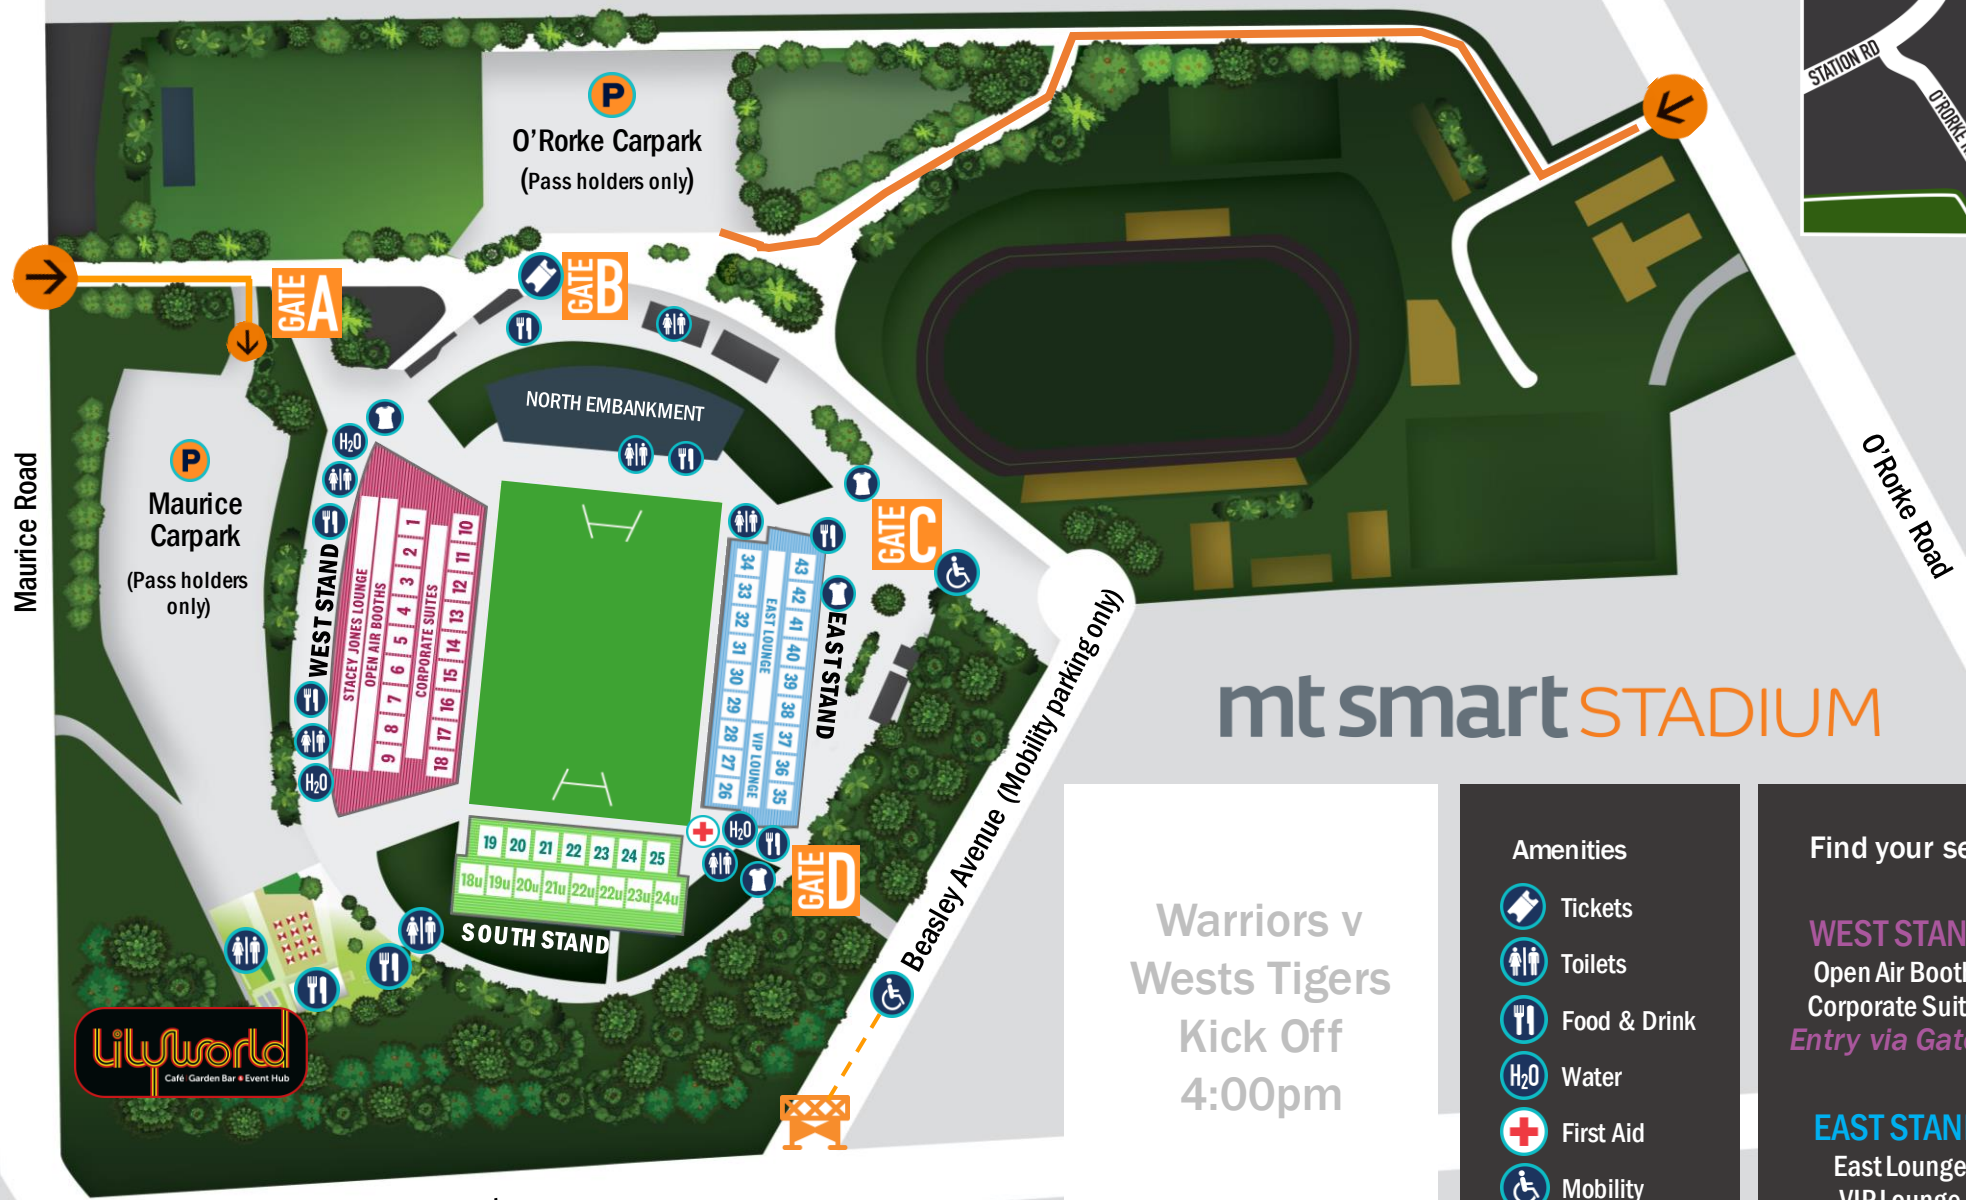 STATION RD
O'RORKE
P
O'Rorke Carpark
(Pass holders only)
GATE A
GATE B
NORTH EMBANKMENT
P
Maurice
Carpark
(Pass holders
only)
Maurice Road
H2O
WEST STAND
STACEY JONES LOUNGE
OPEN AIR BOOTHS
1 2 3 4 5 6 7 8 9
CORPORATE SUITES
10 11 12 13 14 15 16 17 18
H2O
34 33 32 31 30 29 28 27 26
EAST LOUNGE
VIP LOUNGE
43 42 41 40 39 38 37 36 35
EAST STAND
GATE C
O'Rorke Road
Beasley Avenue (Mobility parking only)
H2O
GATE D
19 20 21 22 23 24 25
18u 19u 20u 21u 22u 22u 23u 24u
SOUTH STAND
Lilyworld
Café Garden Bar Event Hub
mt smart STADIUM
Warriors v
Wests Tigers
Kick Off
4:00pm
Amenities
Tickets
Toilets
Food & Drink
H2O Water
First Aid
Mobility
Find your se
WEST STAN
Open Air Booth
Corporate Suit
Entry via Gat
EAST STAN
East Lounge
VIP Lounge